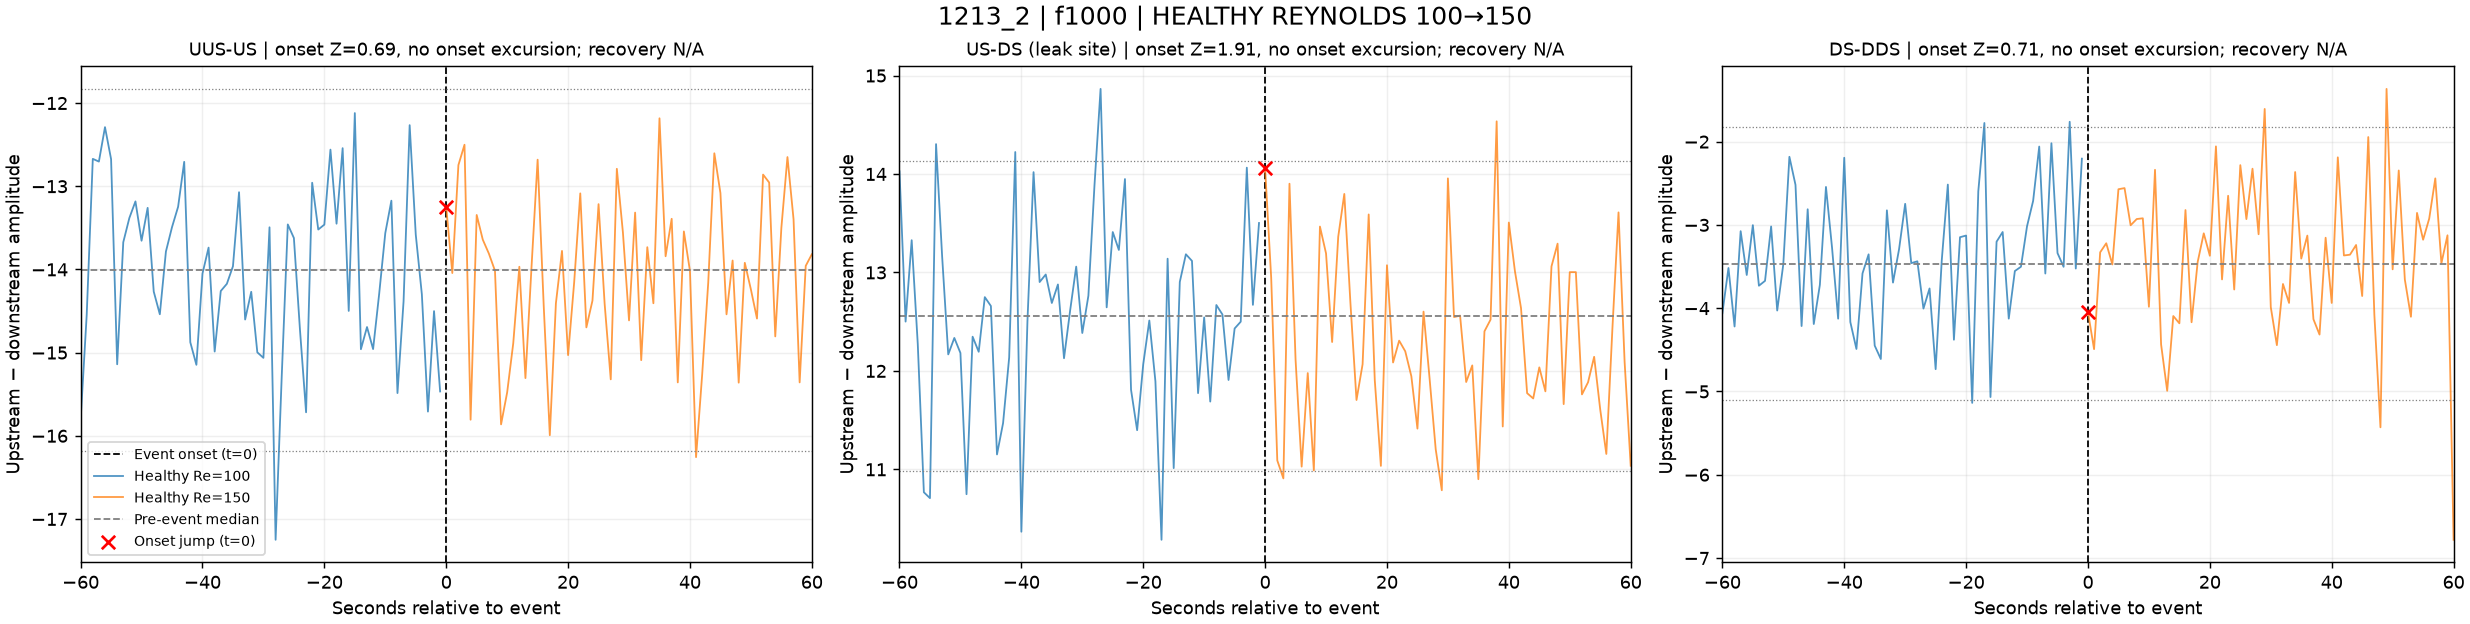 1213_2 | f1000 | HEALTHY REYNOLDS 100→150
UUS-US | onset Z=0.69, no onset excursion; recovery N/A
US-DS (leak site) | onset Z=1.91, no onset excursion; recovery N/A
DS-DDS | onset Z=0.71, no onset excursion; recovery N/A
Upstream − downstream amplitude
−12
−13
−14
−15
−16
−17
Event onset (t=0)
Healthy Re=100
Healthy Re=150
Pre-event median
Onset jump (t=0)
−60
−40
−20
0
20
40
60
Seconds relative to event
Upstream − downstream amplitude
15
14
13
12
11
−60
−40
−20
0
20
40
60
Seconds relative to event
Upstream − downstream amplitude
−2
−3
−4
−5
−6
−7
−60
−40
−20
0
20
40
60
Seconds relative to event